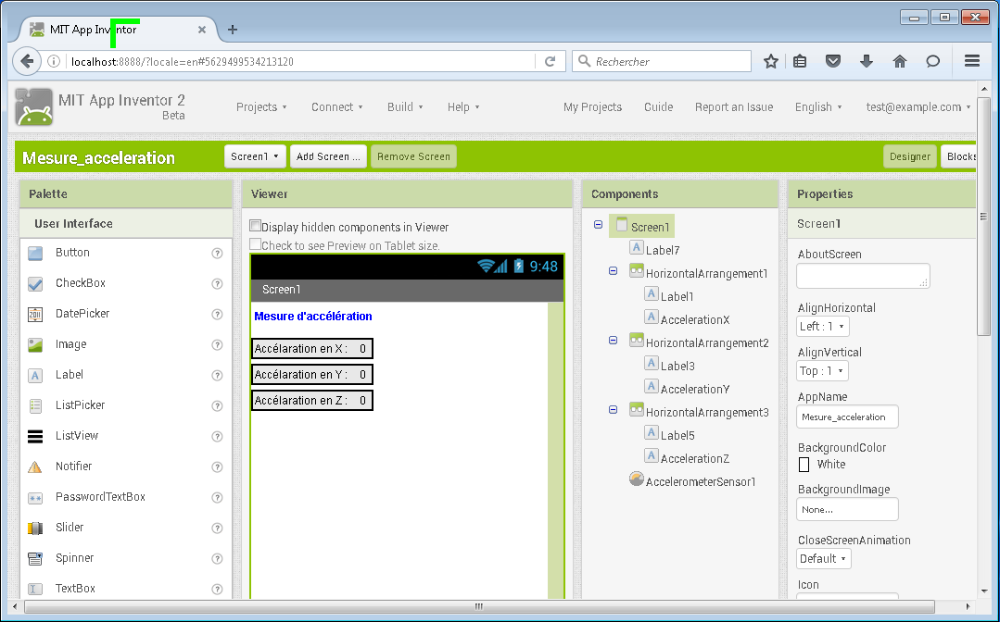 MIT App Inventor
localhost:8888/?locale=en#5629499534213120
Rechercher
MIT App Inventor 2
Beta
Projects Connect Build Help My Projects Guide Report an Issue English test@example.com
Mesure_acceleration Screen1 Add Screen ... Remove Screen Designer Blocks
Palette
User Interface
Button
CheckBox
DatePicker
Image
Label
ListPicker
ListView
Notifier
PasswordTextBox
Slider
Spinner
TextBox
Viewer
Display hidden components in Viewer
Check to see Preview on Tablet size.
9:48
Screen1
Mesure d'accélération
Accélaration en X : 0
Accélaration en Y : 0
Accélaration en Z : 0
Components
Screen1
Label7
HorizontalArrangement1
Label1
AccelerationX
HorizontalArrangement2
Label3
AccelerationY
HorizontalArrangement3
Label5
AccelerationZ
AccelerometerSensor1
Properties
Screen1
AboutScreen
AlignHorizontal
Left : 1
AlignVertical
Top : 1
AppName
Mesure_acceleration
BackgroundColor
White
BackgroundImage
None...
CloseScreenAnimation
Default
Icon